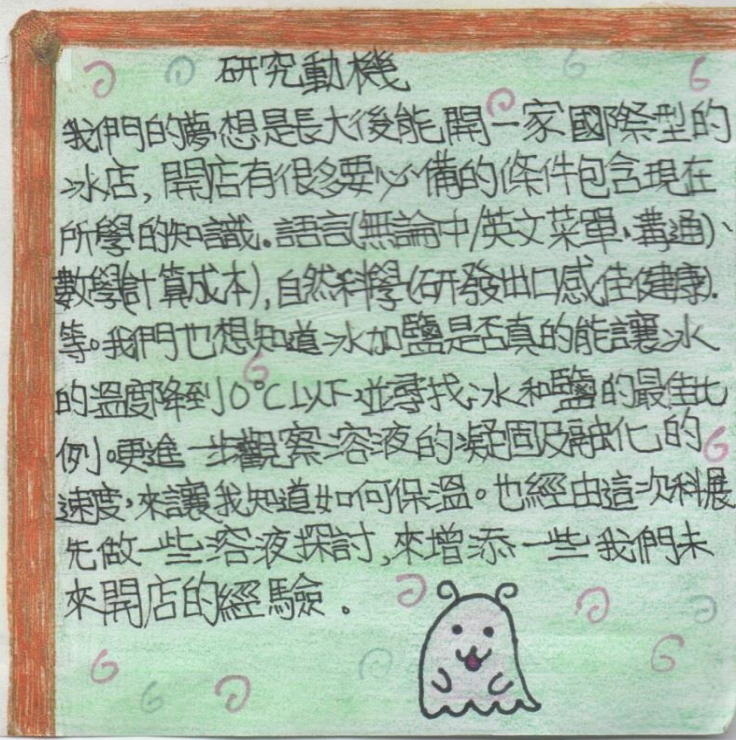 研究動機
我們的夢想是長大後能開一家國際型的
冰店,開店有很多要必備的條件包含現在
所學的知識。語言(無論中/英文菜單、溝通)、
數學(計算成本),自然科學(研發出口感佳健康).
等。我們也想知道冰加鹽是否真的能讓冰
的溫度降到0℃以下並尋找冰和鹽的最佳比
例。更進一步觀察溶液的凝固及融化的
速度,來讓我知道如何保溫。也經由這次科展
先做一些溶液探討,來增添一些我們未
來開店的經驗。